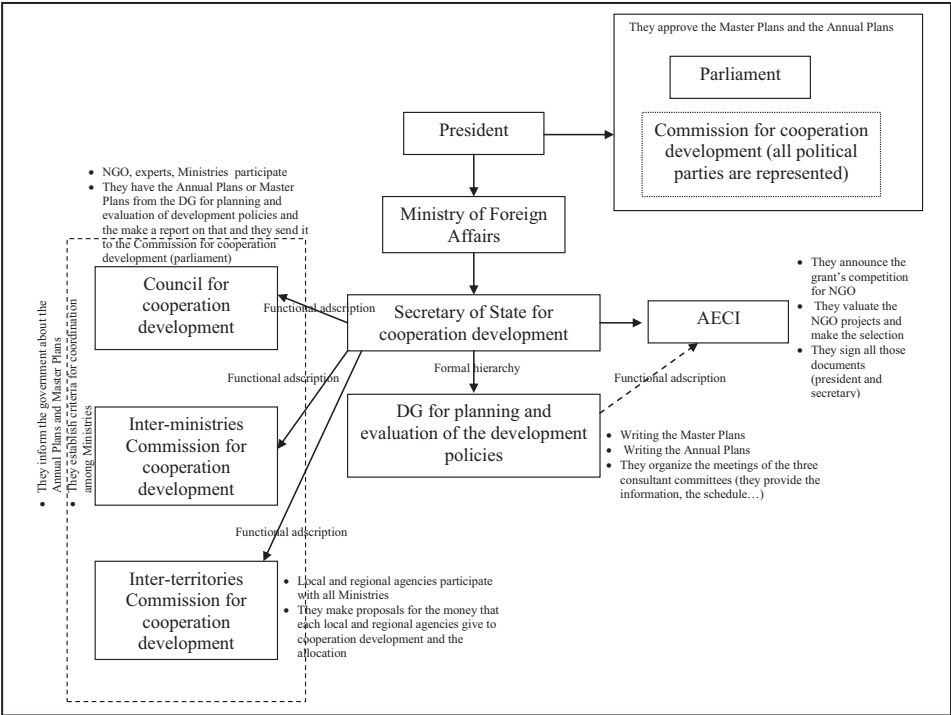 They approve the Master Plans and the Annual Plans
Parliament
President
Commission for cooperation
development (all political
parties are represented)
• NGO, experts, Ministries participate
• They have the Annual Plans or Master
Plans from the DG for planning and
evaluation of development policies and
the make a report on that and they send it
to the Commission for cooperation
development (parliament)
Ministry of Foreign
Affairs
Council for
cooperation
development
Functional adscription
Secretary of State for
cooperation development
AECI
• They announce the
grant's competition
for NGO
• They valuate the
NGO projects and
make the selection
• They sign all those
documents
(president and
secretary)
Functional adscription
Formal hierarchy
Functional adscription
• They inform the government about the
Annual Plans and Master Plans
• They establish criteria for coordination
among Ministries
Inter-ministries
Commission for
cooperation
development
DG for planning and
evaluation of the development
policies
• Writing the Master Plans
• Writing the Annual Plans
• They organize the meetings of the three
consultant committees (they provide the
information, the schedule…)
Functional adscription
Inter-territories
Commission for
cooperation
development
• Local and regional agencies participate
with all Ministries
• They make proposals for the money that
each local and regional agencies give to
cooperation development and the
allocation